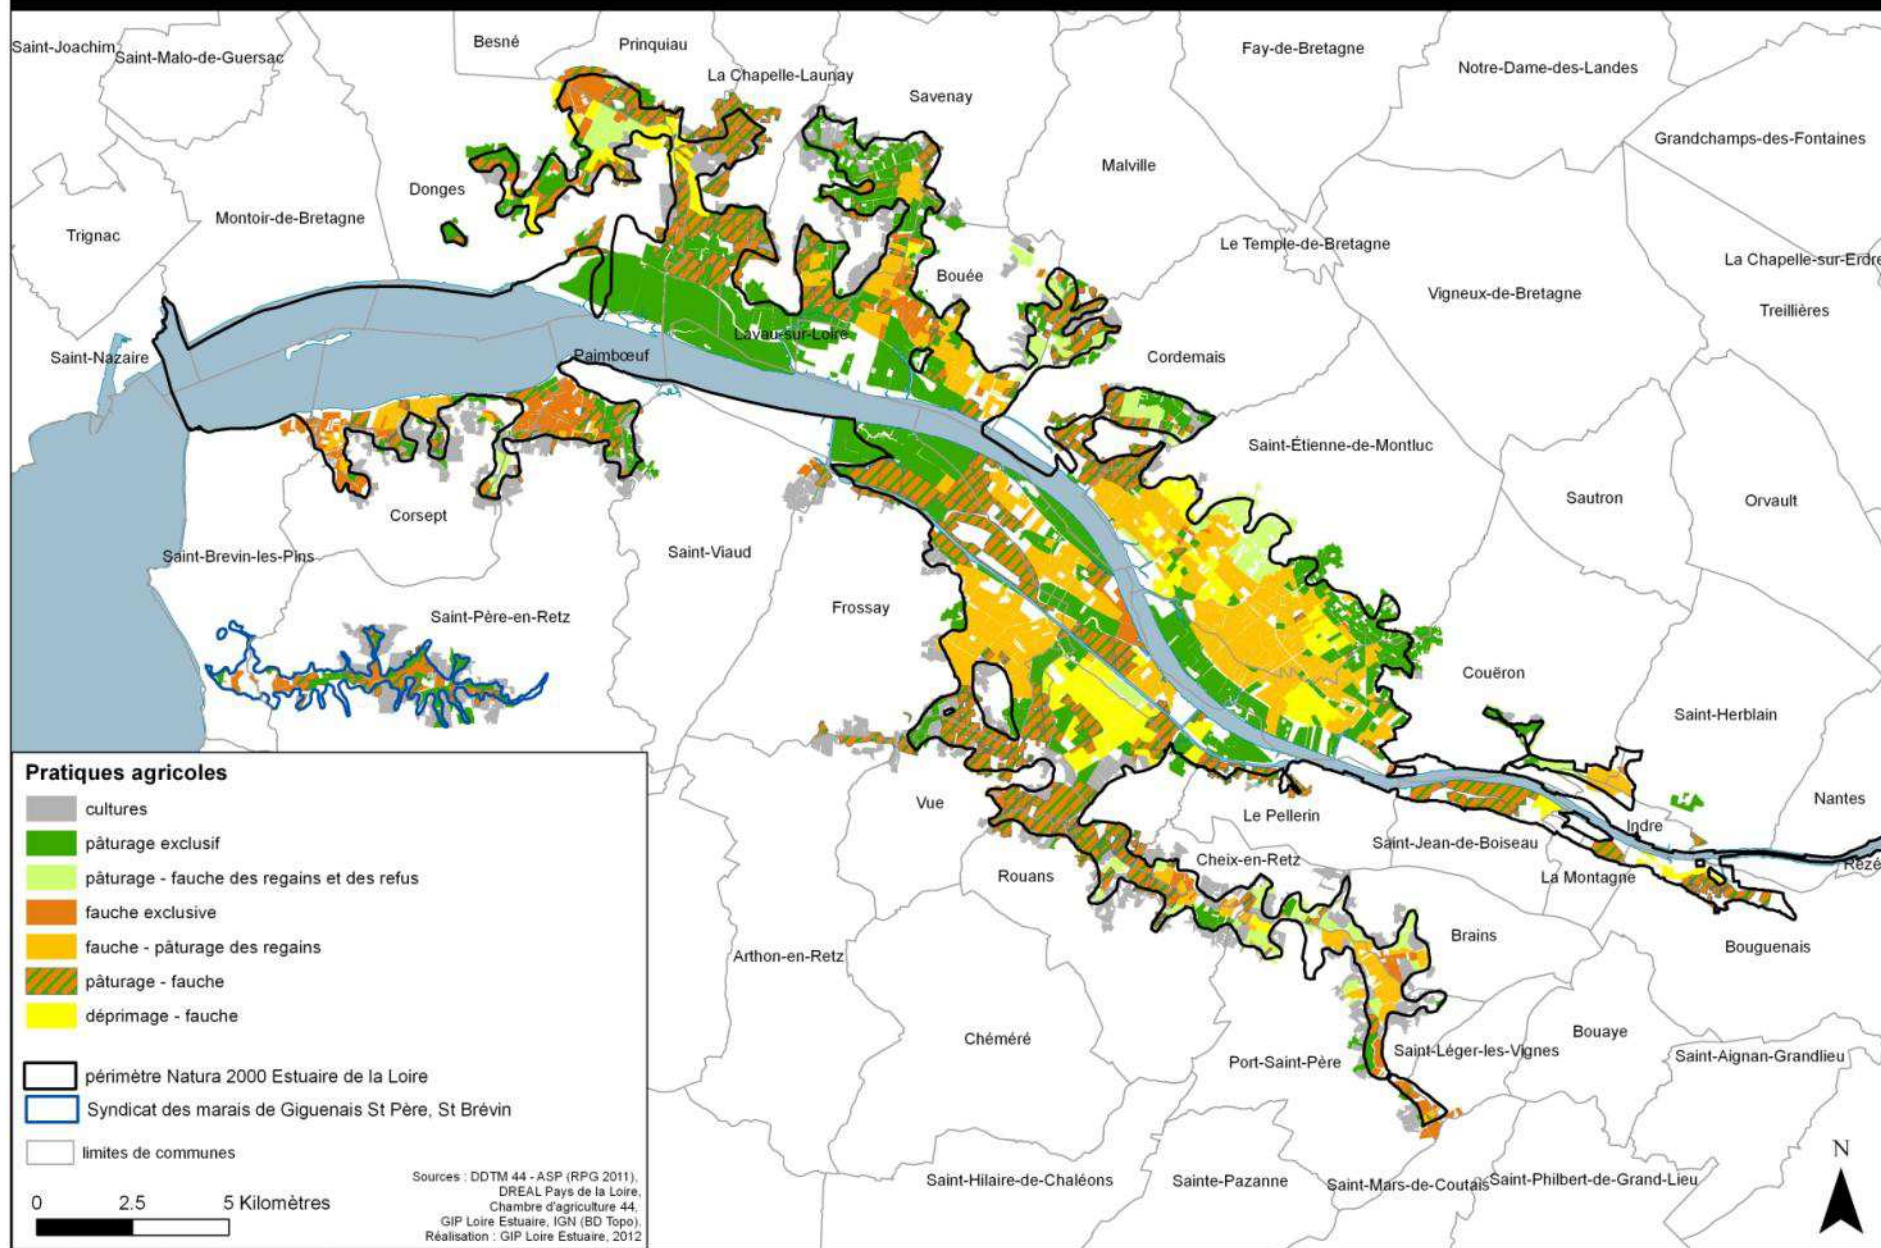 Saint-Joachim
Saint-Malo-de-Guersac
Besné
Prinquiau
La Chapelle-Launay
Savenay
Fay-de-Bretagne
Notre-Dame-des-Landes
Grandchamps-des-Fontaines
Malville
Donges
Montoir-de-Bretagne
Trignac
Le Temple-de-Bretagne
La Chapelle-sur-Erdre
Bouée
Vigneux-de-Bretagne
Treillières
Lavau-sur-Loire
Saint-Nazaire
Paimbœuf
Cordemais
Saint-Étienne-de-Montluc
Sautron
Orvault
Corsept
Saint-Brevin-les-Pins
Saint-Viaud
Frossay
Saint-Père-en-Retz
Couëron
Saint-Herblain
Vue
Le Pellerin
Nantes
Indre
Saint-Jean-de-Boiseau
Cheix-en-Retz
Rezé
Rouans
La Montagne
Brains
Bouguenais
Arthon-en-Retz
Chéméré
Bouaye
Port-Saint-Père
Saint-Léger-les-Vignes
Saint-Aignan-Grandlieu
Saint-Hilaire-de-Chaléons
Sainte-Pazanne
Saint-Mars-de-Coutais
Saint-Philbert-de-Grand-Lieu
Pratiques agricoles
cultures
pâturage exclusif
pâturage - fauche des regains et des refus
fauche exclusive
fauche - pâturage des regains
pâturage - fauche
déprimage - fauche
périmètre Natura 2000 Estuaire de la Loire
Syndicat des marais de Giguenais St Père, St Brévin
limites de communes
0 2.5 5 Kilomètres
Sources : DDTM 44 - ASP (RPG 2011),
DREAL Pays de la Loire,
Chambre d'agriculture 44,
GIP Loire Estuaire, IGN (BD Topo),
Réalisation : GIP Loire Estuaire, 2012
N